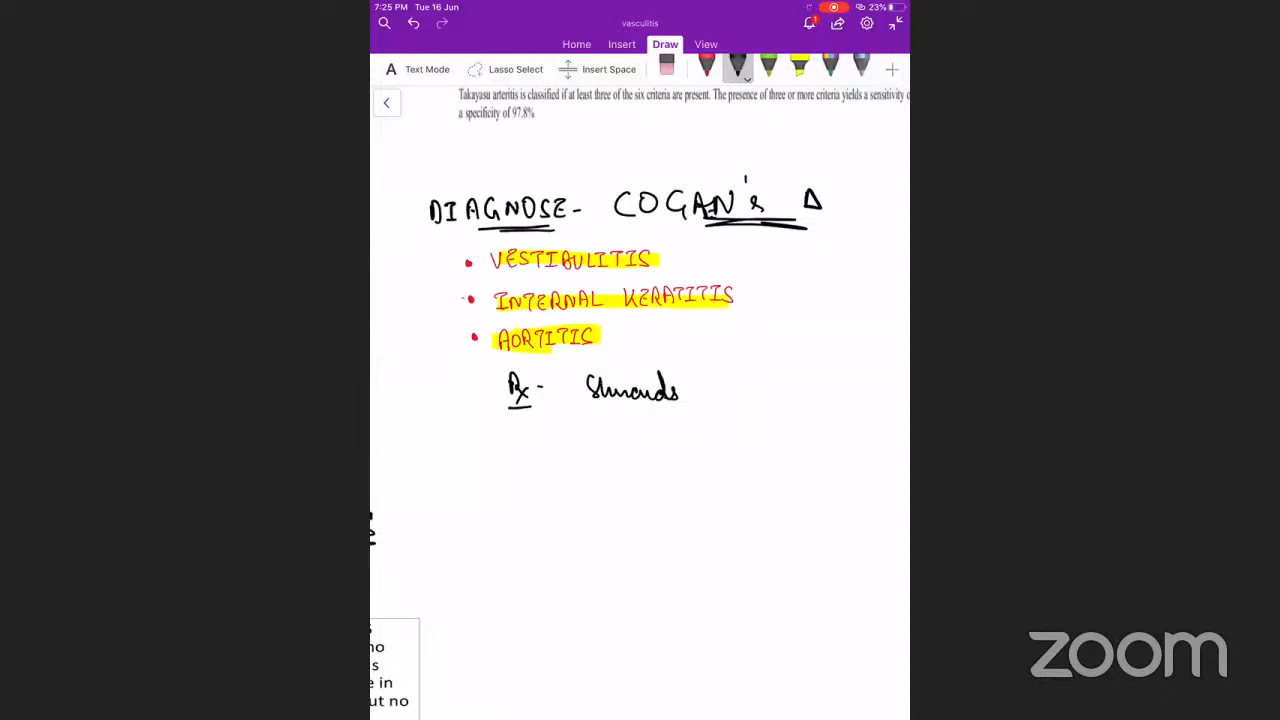 7:25 PM Tue 16 Jun
23%
vasculitis
1
Home Insert Draw View
A Text Mode Lasso Select Insert Space
Takayasu arteritis is classified if at least three of the six criteria are present. The presence of three or more criteria yields a sensitivity o
a specificity of 97.8%
DIAGNOSE- COGAN's Δ
• VESTIBULITIS
• INTERNAL KERATITIS
• AORTITIS
Rx- Steroids
s
no
s
e in
ut no
zoom